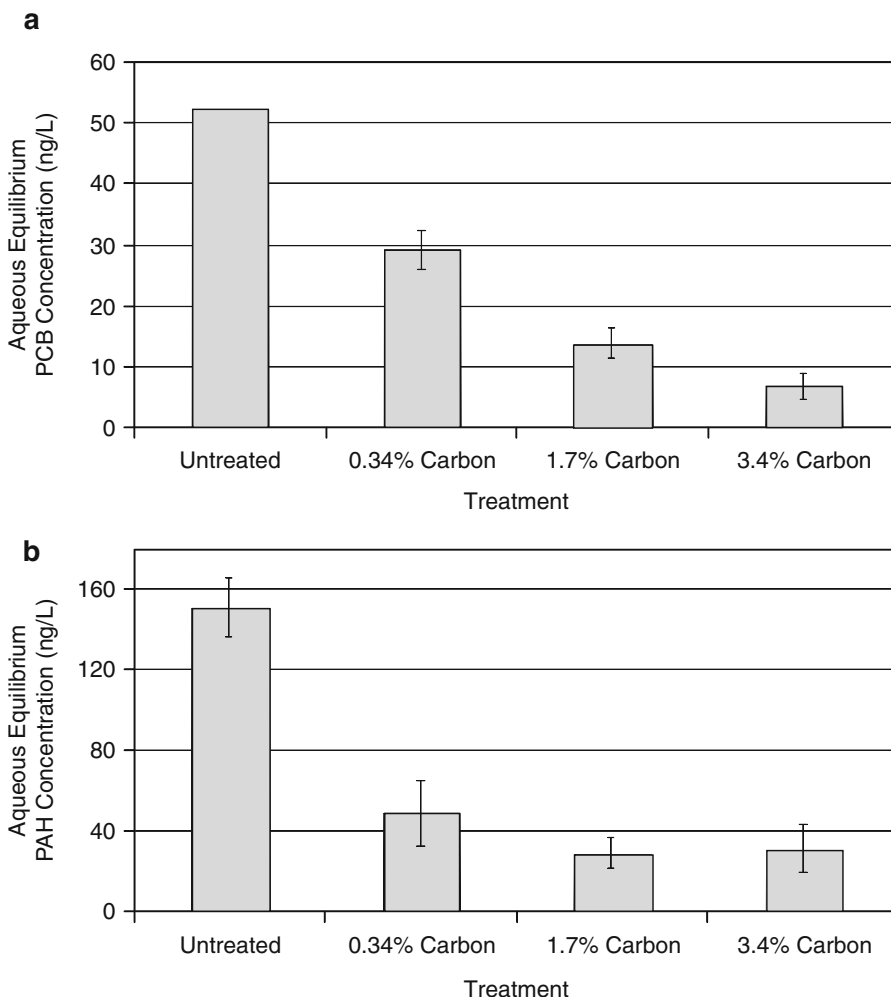 a
Aqueous Equilibrium
PCB Concentration (ng/L)
60
50
40
30
20
10
0
Untreated
0.34% Carbon
1.7% Carbon
3.4% Carbon
Treatment
b
Aqueous Equilibrium
PAH Concentration (ng/L)
160
120
80
40
0
Untreated
0.34% Carbon
1.7% Carbon
3.4% Carbon
Treatment